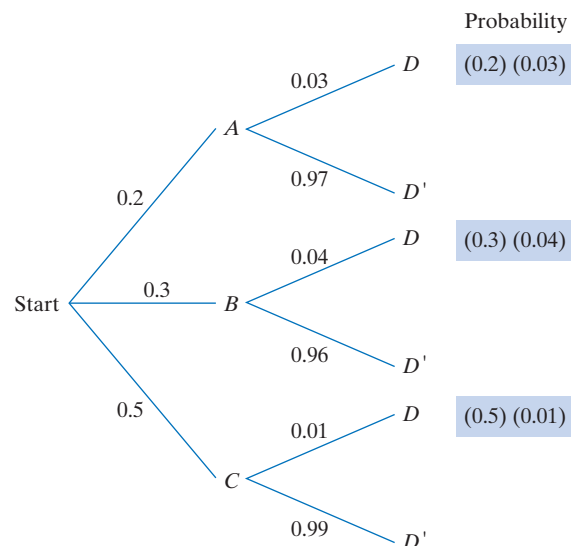 Probability
D (0.2) (0.03)
0.03
A
0.97
0.2
D'
D (0.3) (0.04)
0.04
Start 0.3 B
0.96
D'
0.5
D (0.5) (0.01)
0.01
C
0.99
D'